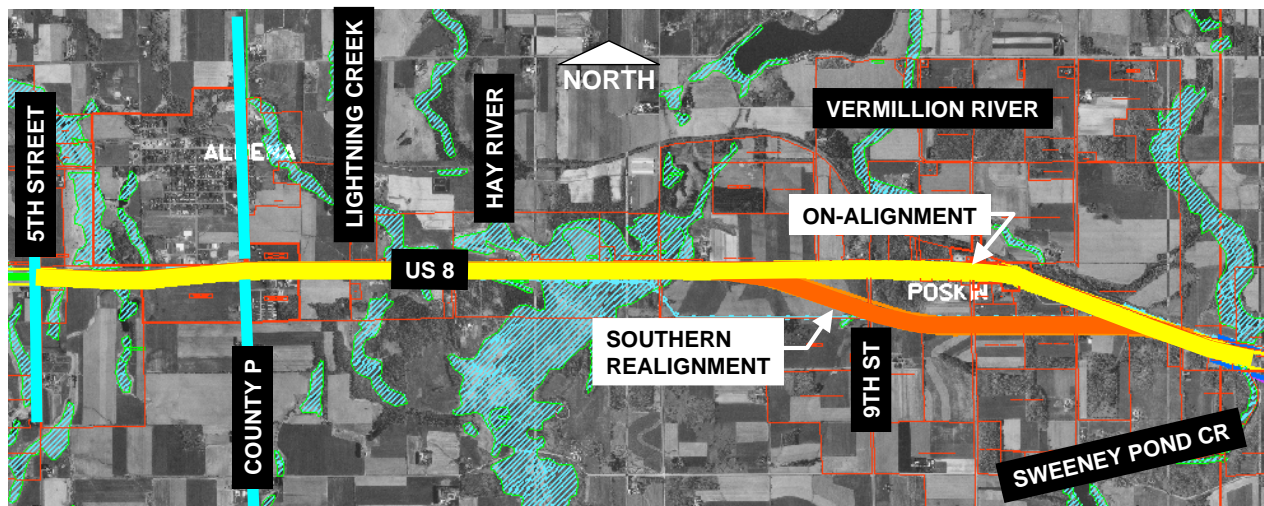 5TH STREET
ALMENA
LIGHTNING CREEK
HAY RIVER
NORTH
VERMILLION RIVER
ON-ALIGNMENT
US 8
POSKIN
SOUTHERN
REALIGNMENT
COUNTY P
9TH ST
SWEENEY POND CR